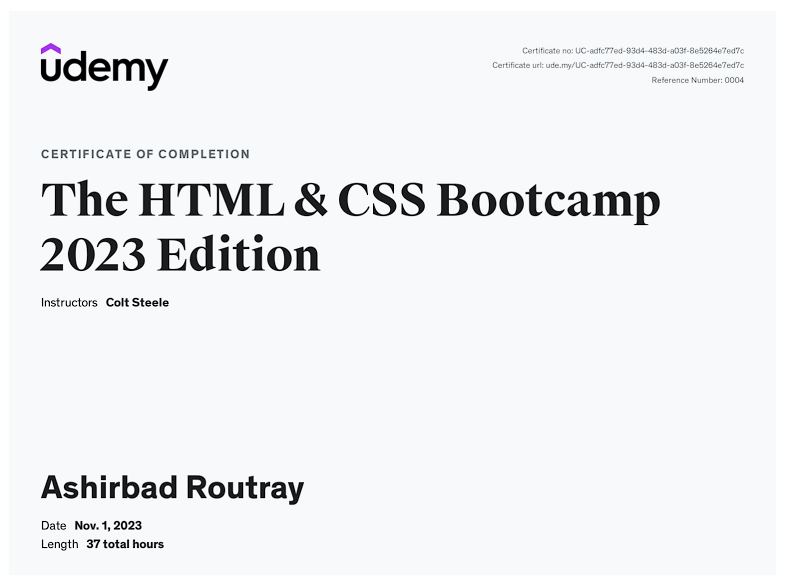 udemy
Certificate no: UC-adfc77ed-93d4-483d-a03f-8e5264e7ed7c
Certificate url: ude.my/UC-adfc77ed-93d4-483d-a03f-8e5264e7ed7c
Reference Number: 0004
CERTIFICATE OF COMPLETION
The HTML & CSS Bootcamp
2023 Edition
Instructors Colt Steele
Ashirbad Routray
Date Nov. 1, 2023
Length 37 total hours